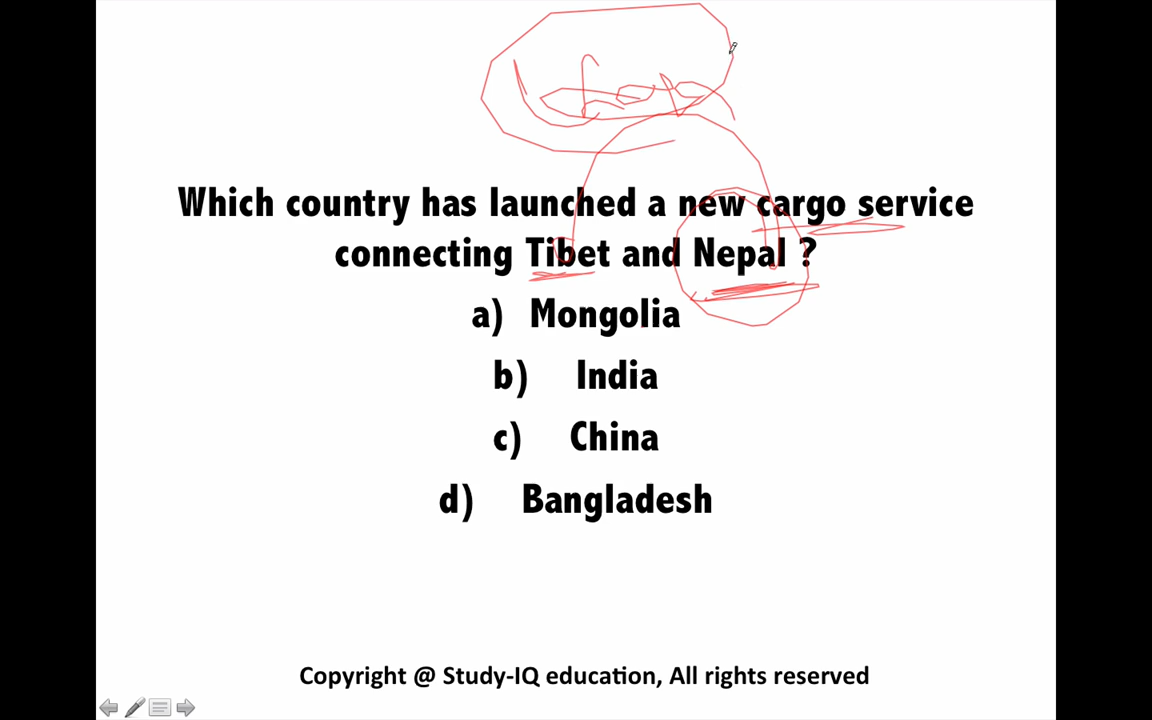 Which country has launched a new cargo service
connecting Tibet and Nepal ?
a) Mongolia
b) India
c) China
d) Bangladesh
Copyright @ Study-IQ education, All rights reserved